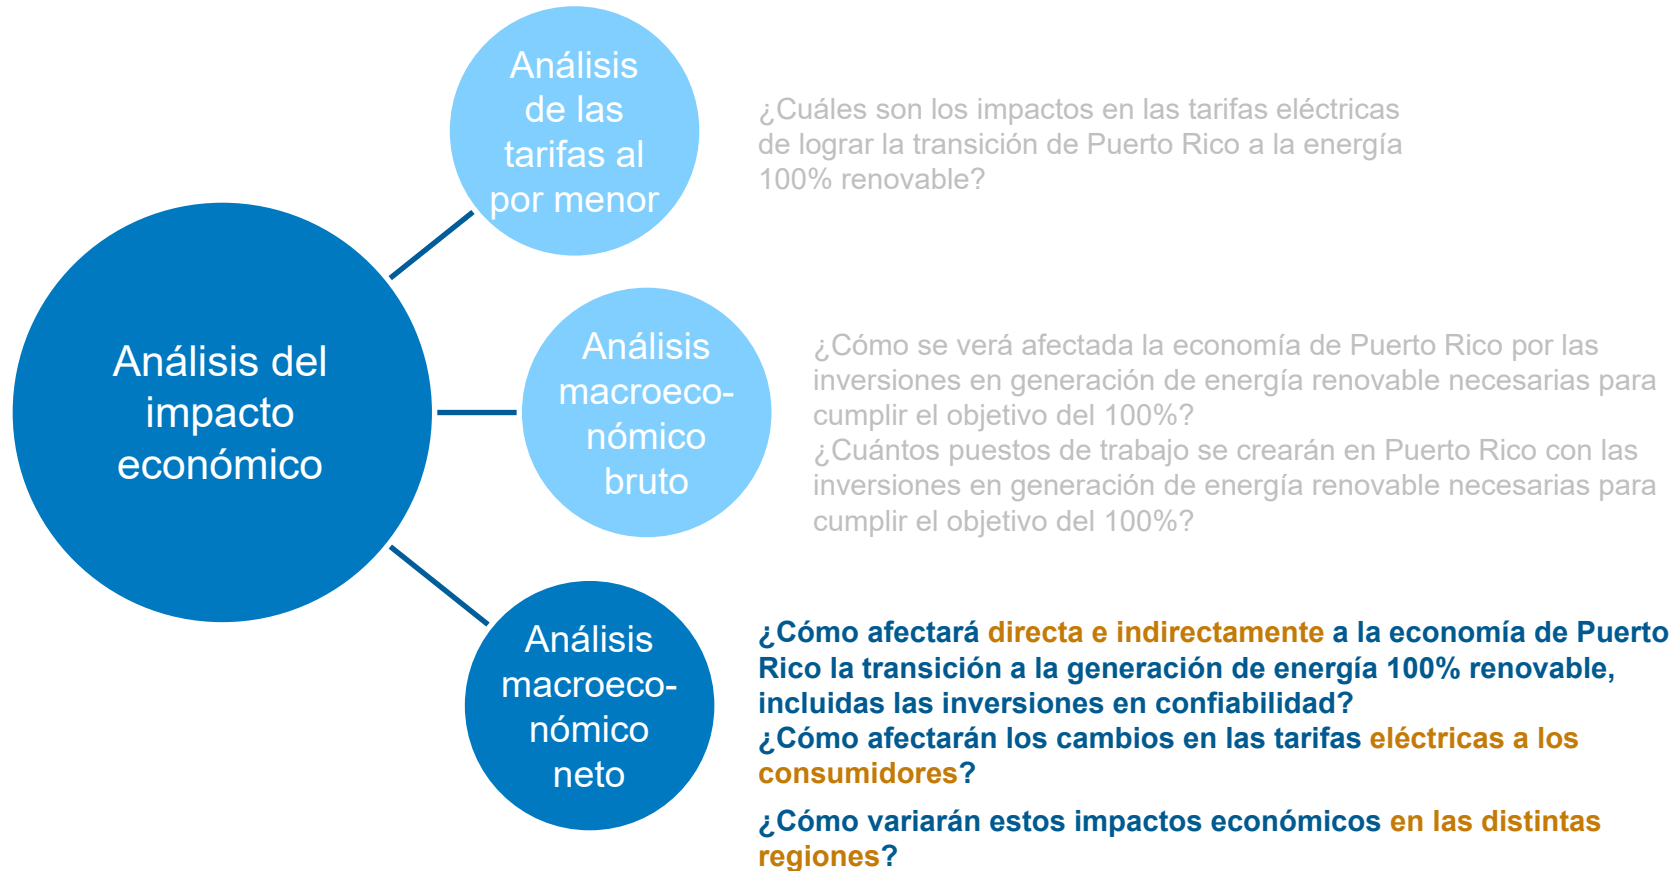 Análisis del
impacto
económico
Análisis
de las
tarifas al
por menor
¿Cuáles son los impactos en las tarifas eléctricas
de lograr la transición de Puerto Rico a la energía
100% renovable?
Análisis
macroeco-
nómico
bruto
¿Cómo se verá afectada la economía de Puerto Rico por las
inversiones en generación de energía renovable necesarias para
cumplir el objetivo del 100%?
¿Cuántos puestos de trabajo se crearán en Puerto Rico con las
inversiones en generación de energía renovable necesarias para
cumplir el objetivo del 100%?
Análisis
macroeco-
nómico
neto
¿Cómo afectará directa e indirectamente a la economía de Puerto
Rico la transición a la generación de energía 100% renovable,
incluidas las inversiones en confiabilidad?
¿Cómo afectarán los cambios en las tarifas eléctricas a los
consumidores?
¿Cómo variarán estos impactos económicos en las distintas
regiones?